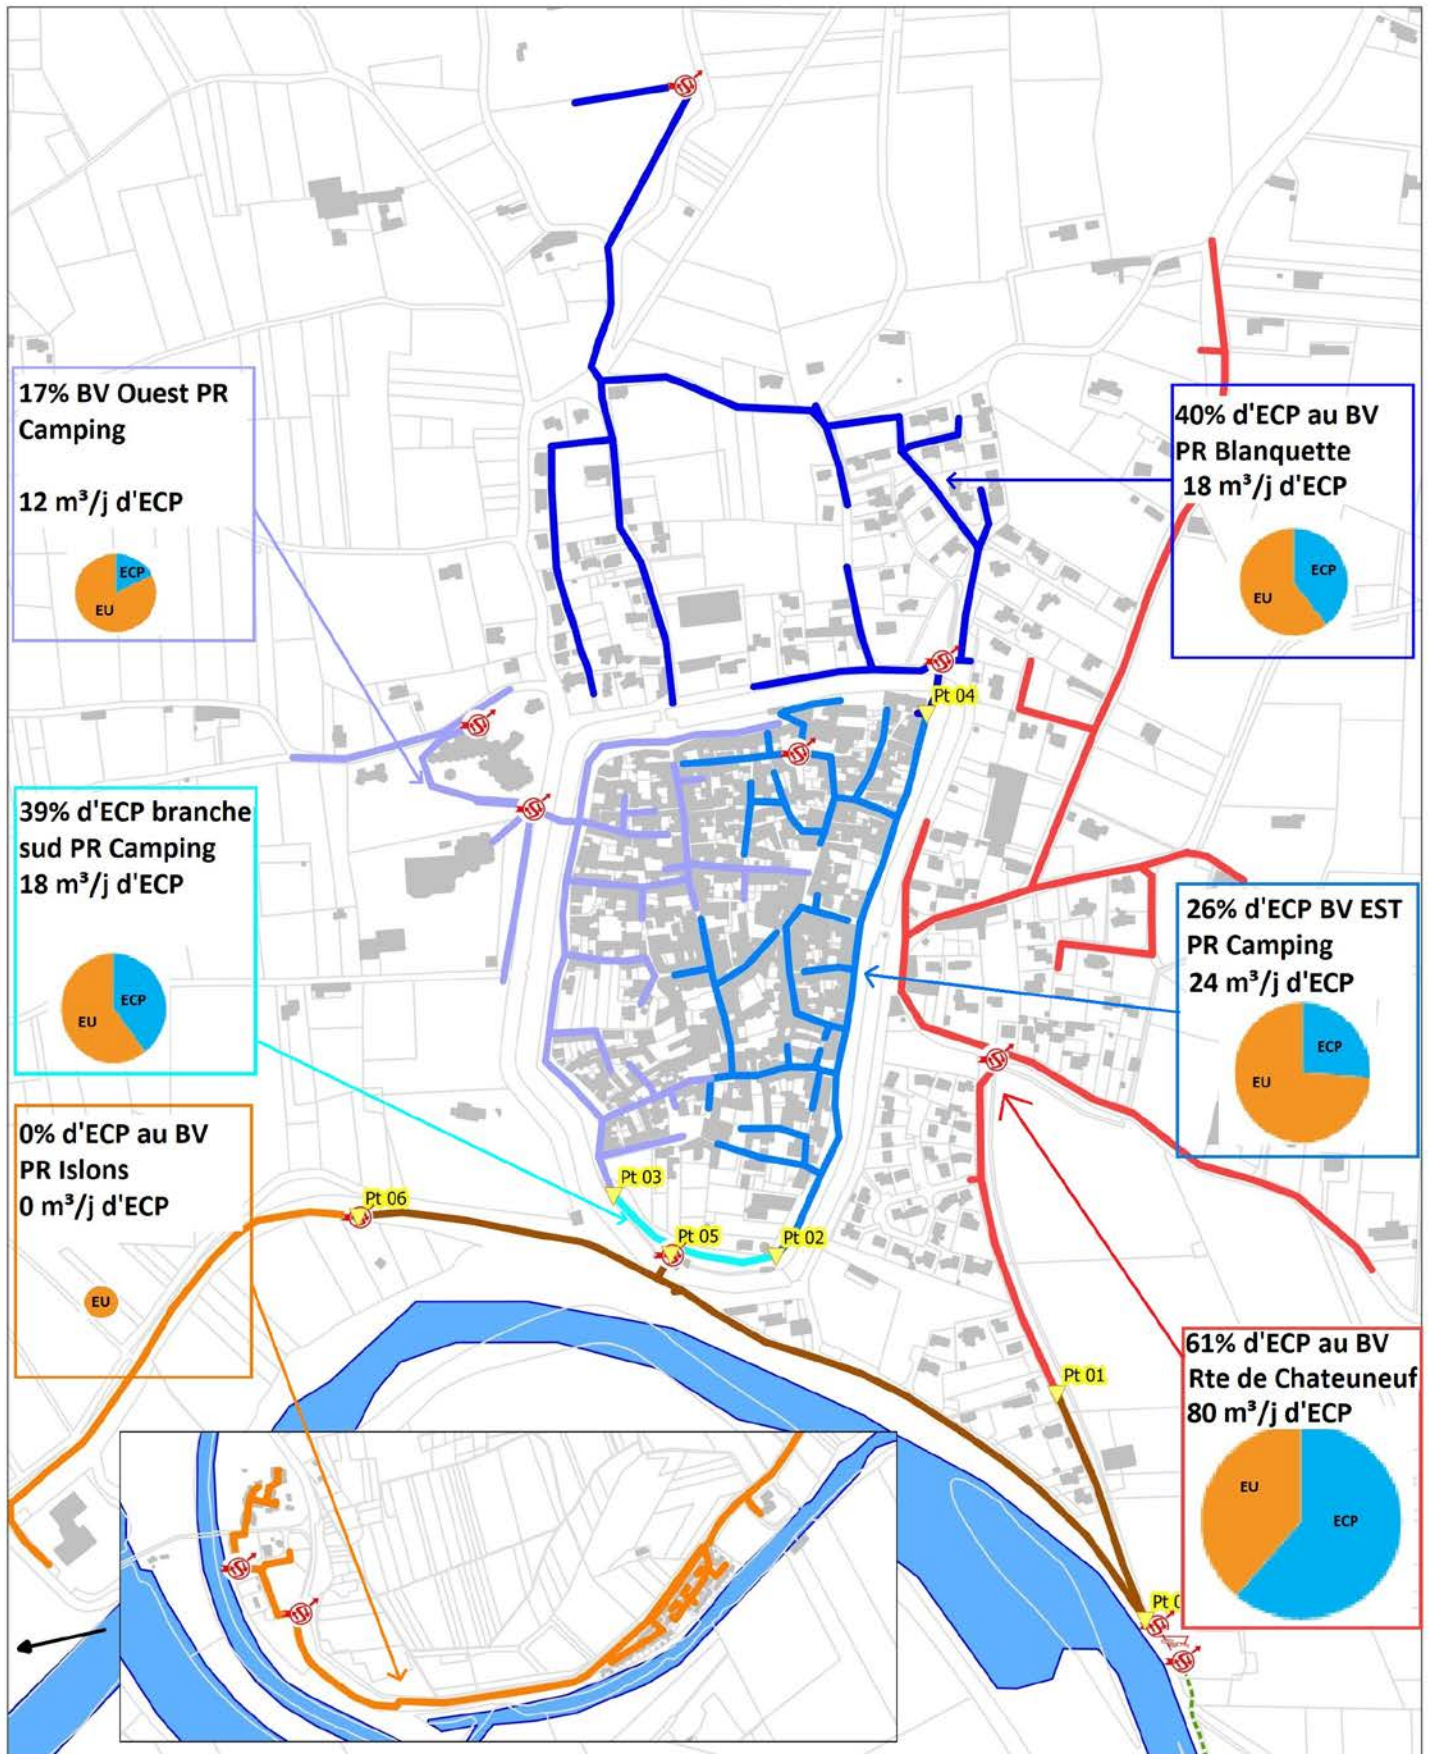 17% BV Ouest PR
Camping
12 m³/j d'ECP
ECP
EU
40% d'ECP au BV
PR Blanquette
18 m³/j d'ECP
ECP
EU
Pt 04
39% d'ECP branche
sud PR Camping
18 m³/j d'ECP
ECP
EU
26% d'ECP BV EST
PR Camping
24 m³/j d'ECP
ECP
EU
0% d'ECP au BV
PR Islons
0 m³/j d'ECP
EU
Pt 03
Pt 06
Pt 05
Pt 02
Pt 01
61% d'ECP au BV
Rte de Chateuneuf
80 m³/j d'ECP
EU
ECP
Pt 0